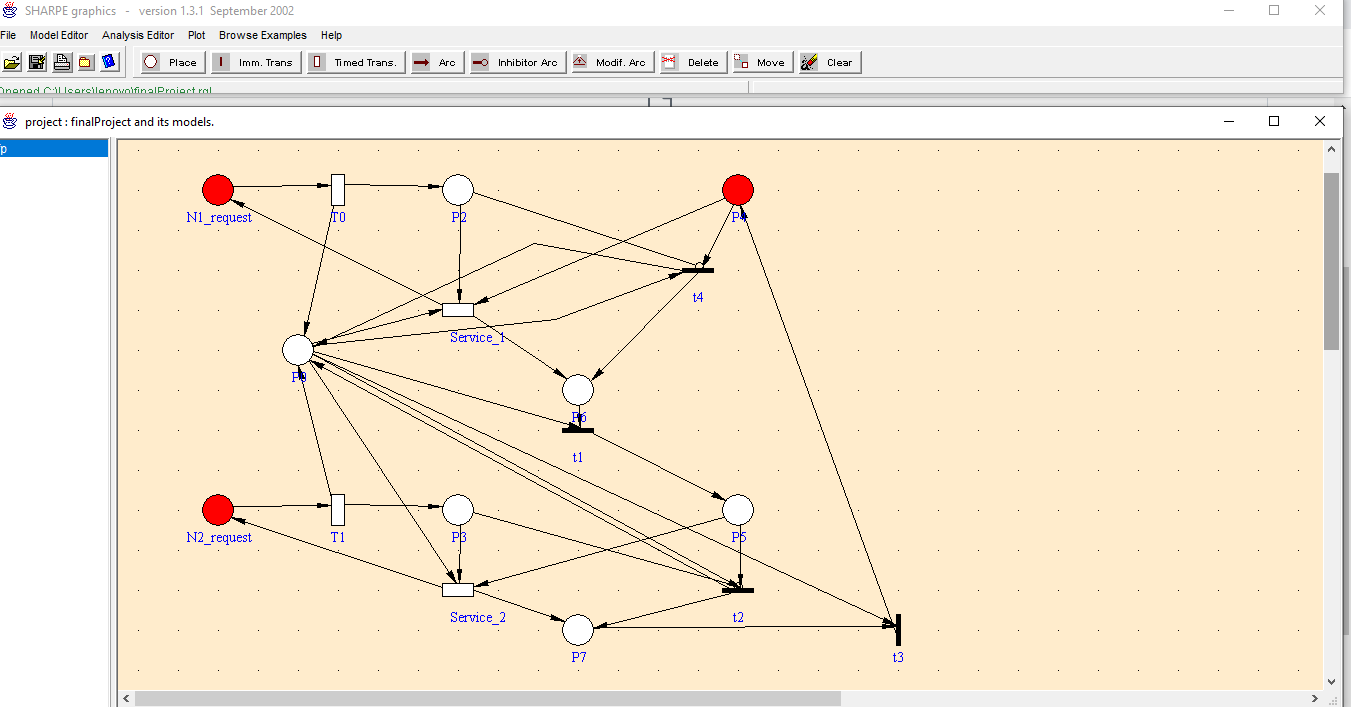 SHARPE graphics - version 1.3.1 September 2002
File Model Editor Analysis Editor Plot Browse Examples Help
Place Imm. Trans Timed Trans. Arc Inhibitor Arc Modif. Arc Delete Move Clear
Opened C:\Users\lenovo\finalProject.rgl
project : finalProject and its models.
fp
N1_request T0 P2 P4
t4
Service_1
P6
t1
N2_request T1 P3 P5
Service_2 t2
P7 t3